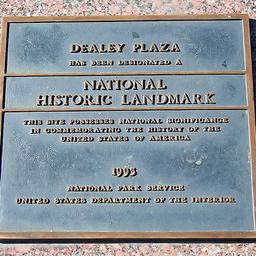 DEALEY PLAZA
HAS BEEN DESIGNATED A
NATIONAL
HISTORIC LANDMARK
THIS SITE POSSESSES NATIONAL SIGNIFICANCE
IN COMMEMORATING THE HISTORY OF THE
UNITED STATES OF AMERICA
1993
NATIONAL PARK SERVICE
UNITED STATES DEPARTMENT OF THE INTERIOR